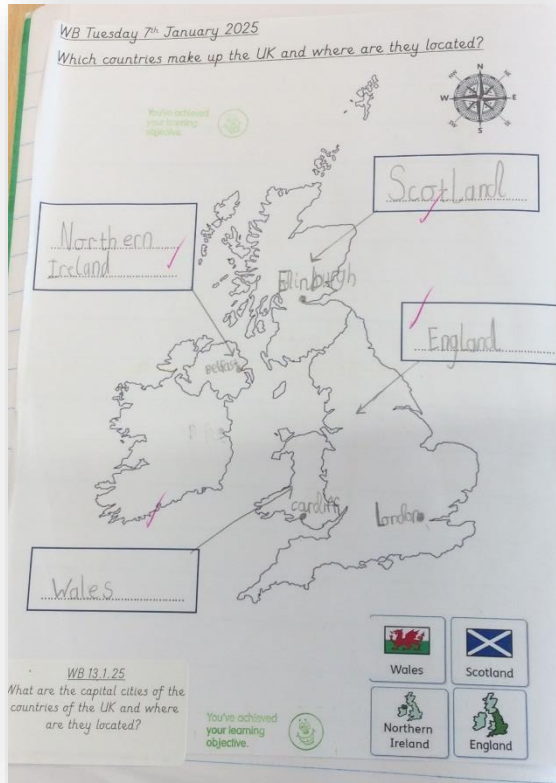 WB Tuesday 7th January 2025
Which countries make up the UK and where are they located?
You've achieved
your learning
objective.
N
W
E
S
Scotland
Northern
Ireland
Edinburgh
England
Belfast
cardiff
London
Wales
WB 13.1.25
What are the capital cities of the
countries of the UK and where
are they located?
You've achieved
your learning
objective.
Wales
Scotland
Northern
Ireland
England